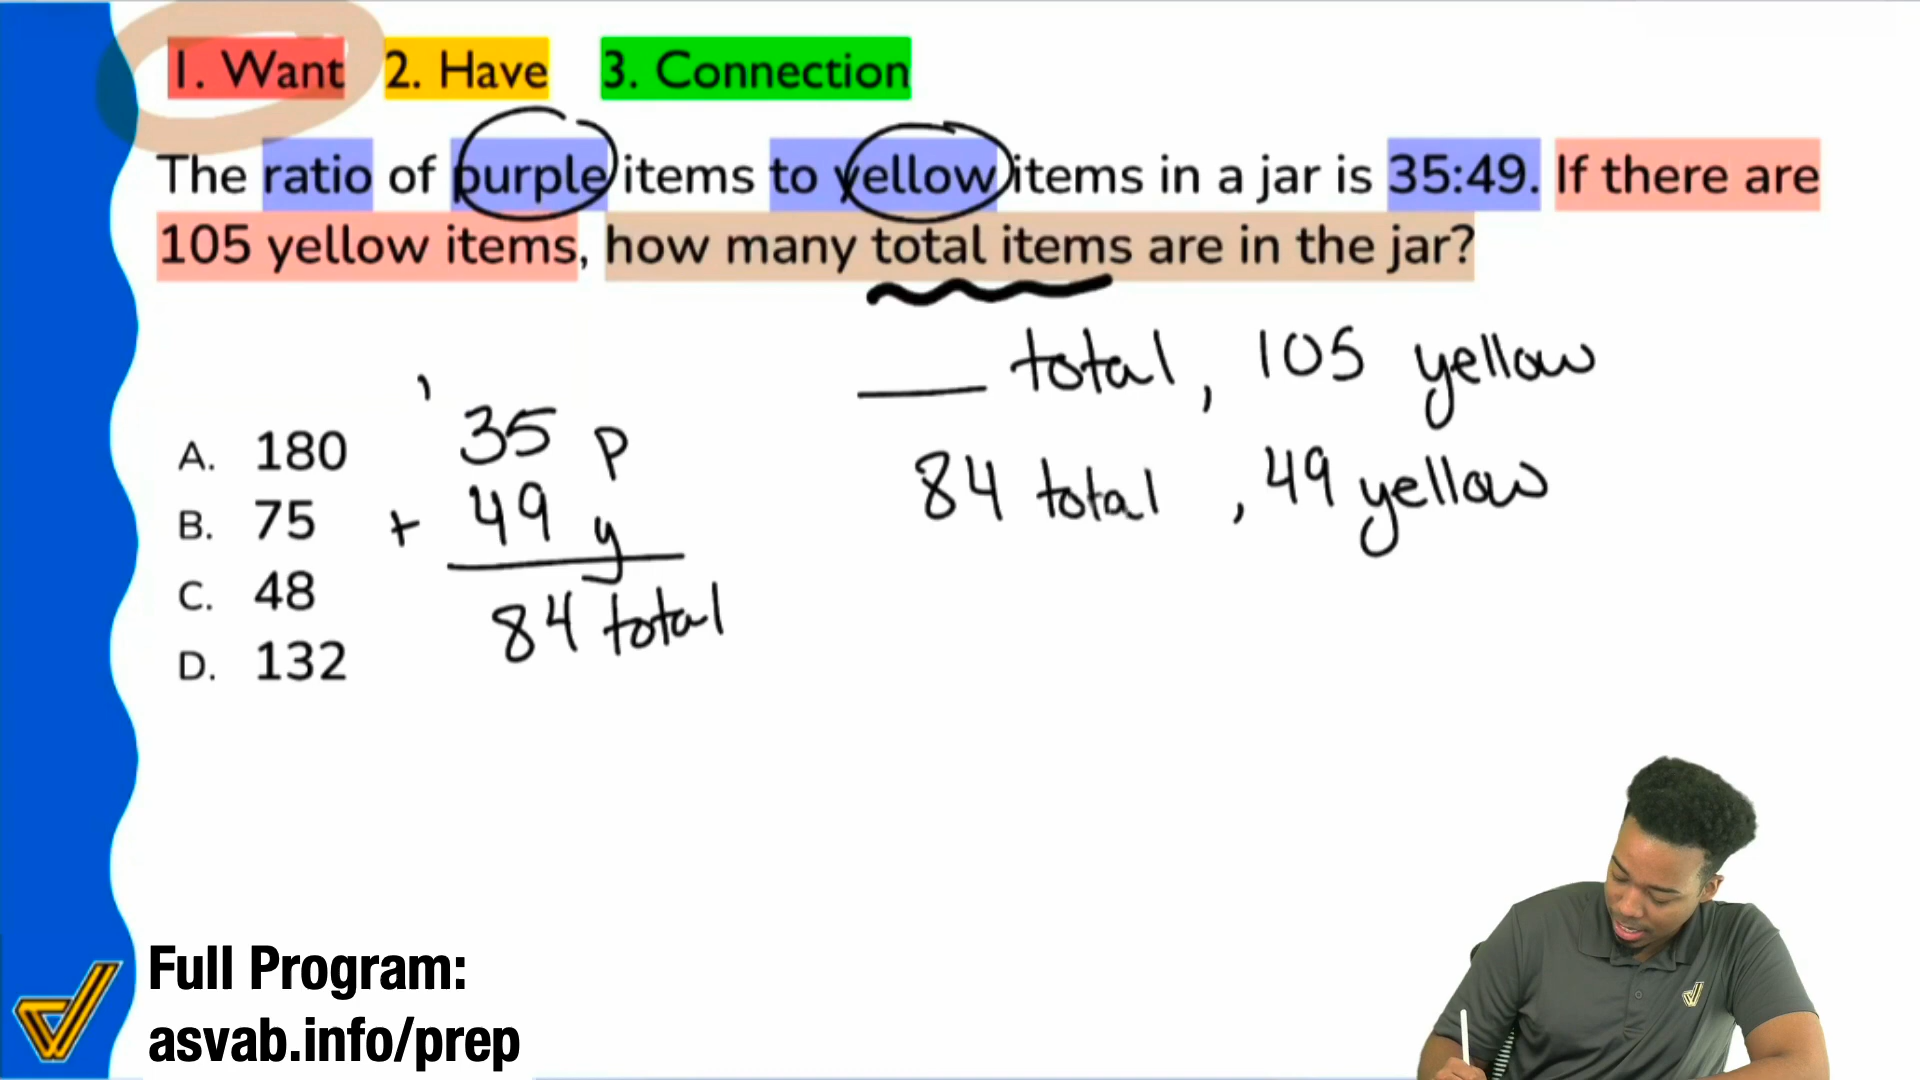 1. Want 2. Have 3. Connection
The ratio of purple items to yellow items in a jar is 35:49. If there are
105 yellow items, how many total items are in the jar?
___ total, 105 yellow
84 total, 49 yellow
1
35 p
+ 49 y
84 total
A. 180
B. 75
C. 48
D. 132
Full Program:
asvab.info/prep